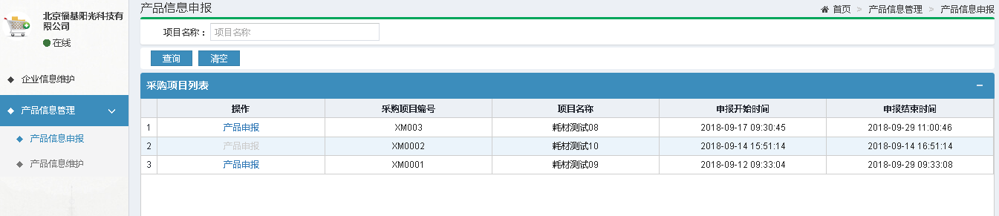 北京福基阳光科技有
限公司
在线
企业信息维护
产品信息管理
产品信息申报
产品信息维护
产品信息申报
首页 > 产品信息管理 > 产品信息申报
项目名称： 项目名称
查询 清空
采购项目列表
操作 采购项目编号 项目名称 申报开始时间 申报结束时间
1 产品申报 XM003 耗材测试08 2018-09-17 09:30:45 2018-09-29 11:00:46
2 产品申报 XM0002 耗材测试10 2018-09-14 15:51:14 2018-09-14 16:51:14
3 产品申报 XM0001 耗材测试09 2018-09-12 09:33:04 2018-09-29 09:33:08